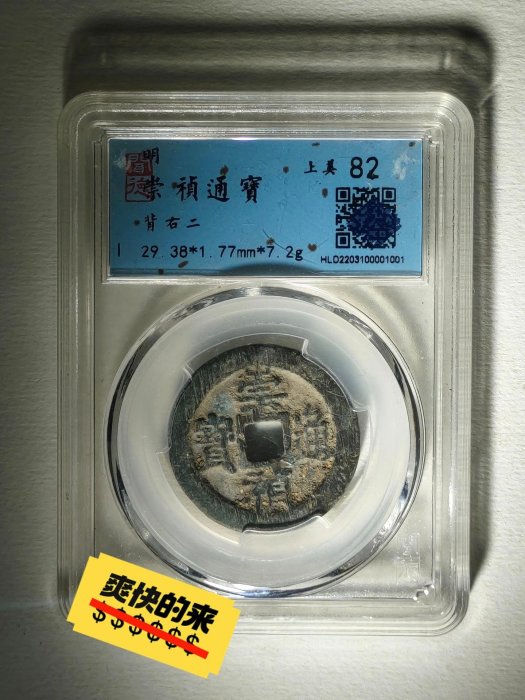 明
崇禎通寶
背右二
29.38*1.77mm*7.2g
上美 82
HLD2203100001001
崇
寶 通
禎
爽快的来
$$$$$$